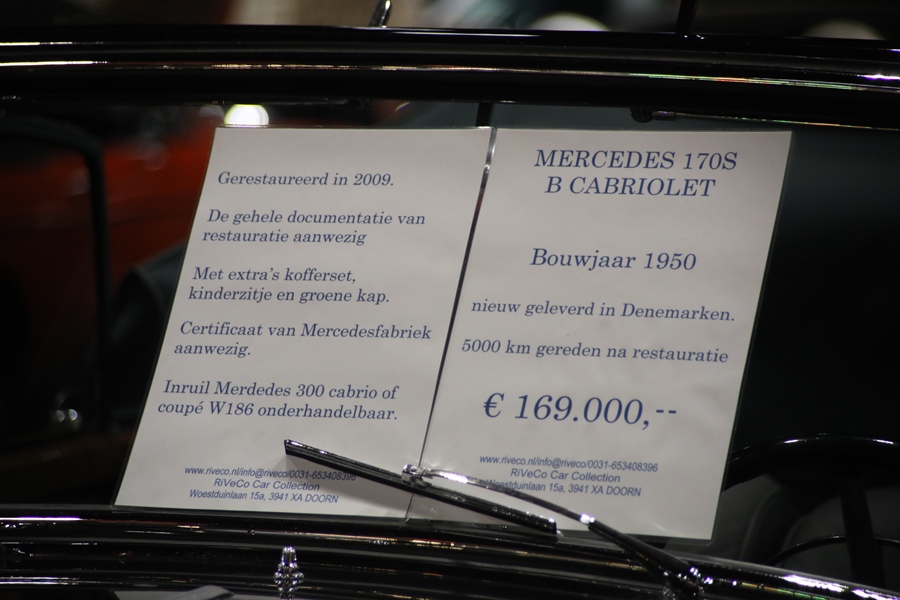 Gerestaureerd in 2009.
De gehele documentatie van
restauratie aanwezig
Met extra's kofferset,
kinderzitje en groene kap.
Certificaat van Mercedesfabriek
aanwezig.
Inruil Merdedes 300 cabrio of
coupé W186 onderhandelbaar.
www.riveco.nl/info@riveco/0031-653408396
RiVeCo Car Collection
Woestduinlaan 15a, 3941 XA DOORN
MERCEDES 170S
B CABRIOLET
Bouwjaar 1950
nieuw geleverd in Denemarken.
5000 km gereden na restauratie
€ 169.000,--
www.riveco.nl/info@riveco/0031-653408396
RiVeCo Car Collection
Woestduinlaan 15a, 3941 XA DOORN